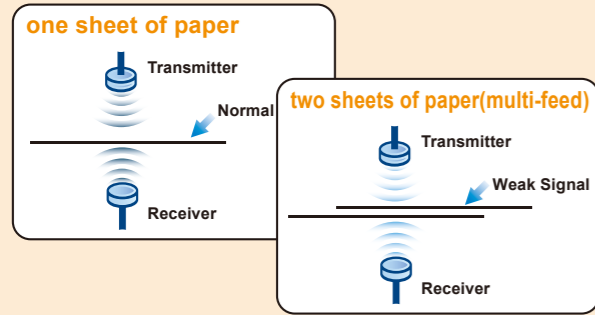 one sheet of paper
Transmitter
Normal
Receiver
two sheets of paper(multi-feed)
Transmitter
Weak Signal
Receiver